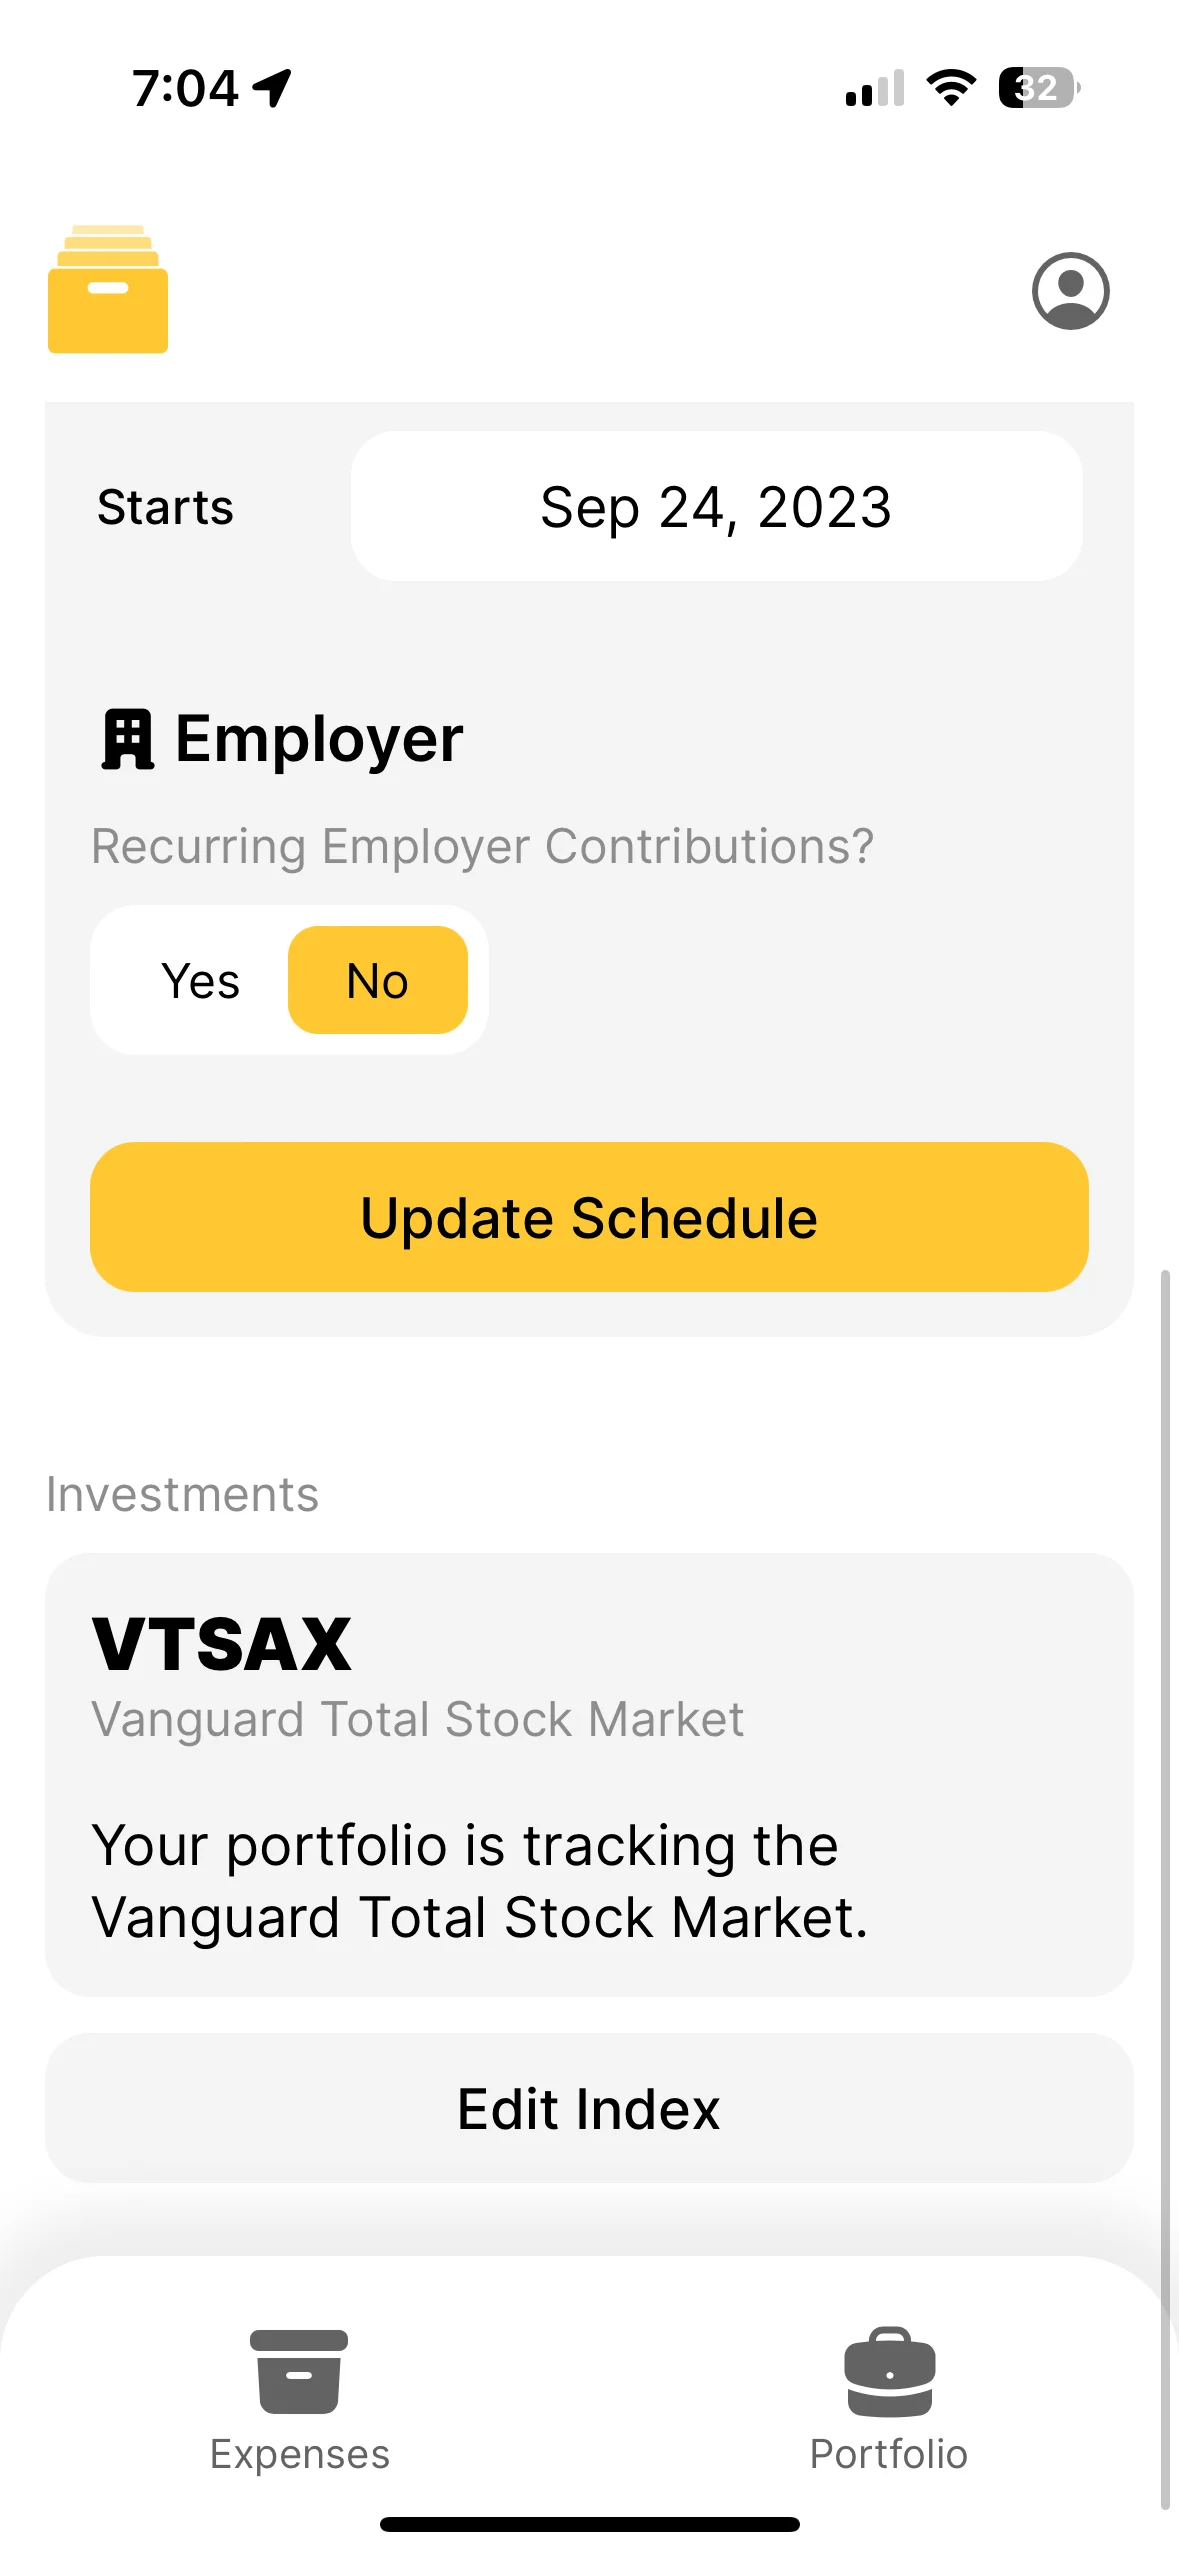 7:04
32
Starts
Sep 24, 2023
Employer
Recurring Employer Contributions?
Yes
No
Update Schedule
Investments
VTSAX
Vanguard Total Stock Market
Your portfolio is tracking the
Vanguard Total Stock Market.
Edit Index
Expenses
Portfolio